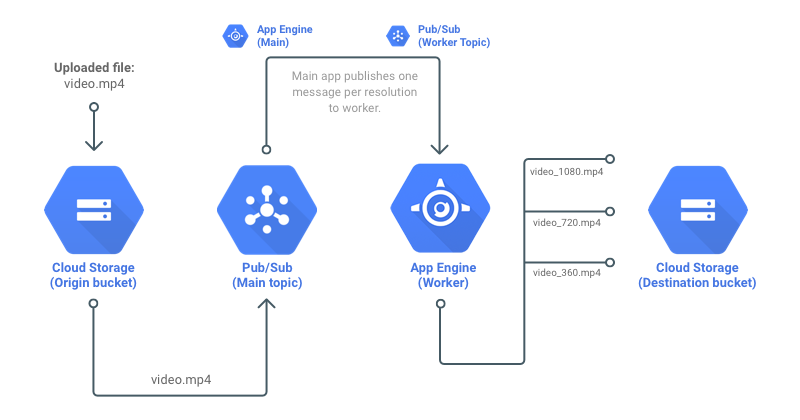 App Engine
(Main)
Pub/Sub
(Worker Topic)
Uploaded file:
video.mp4
Main app publishes one
message per resolution
to worker.
video_1080.mp4
video_720.mp4
video_360.mp4
Cloud Storage
(Origin bucket)
Pub/Sub
(Main topic)
App Engine
(Worker)
Cloud Storage
(Destination bucket)
video.mp4